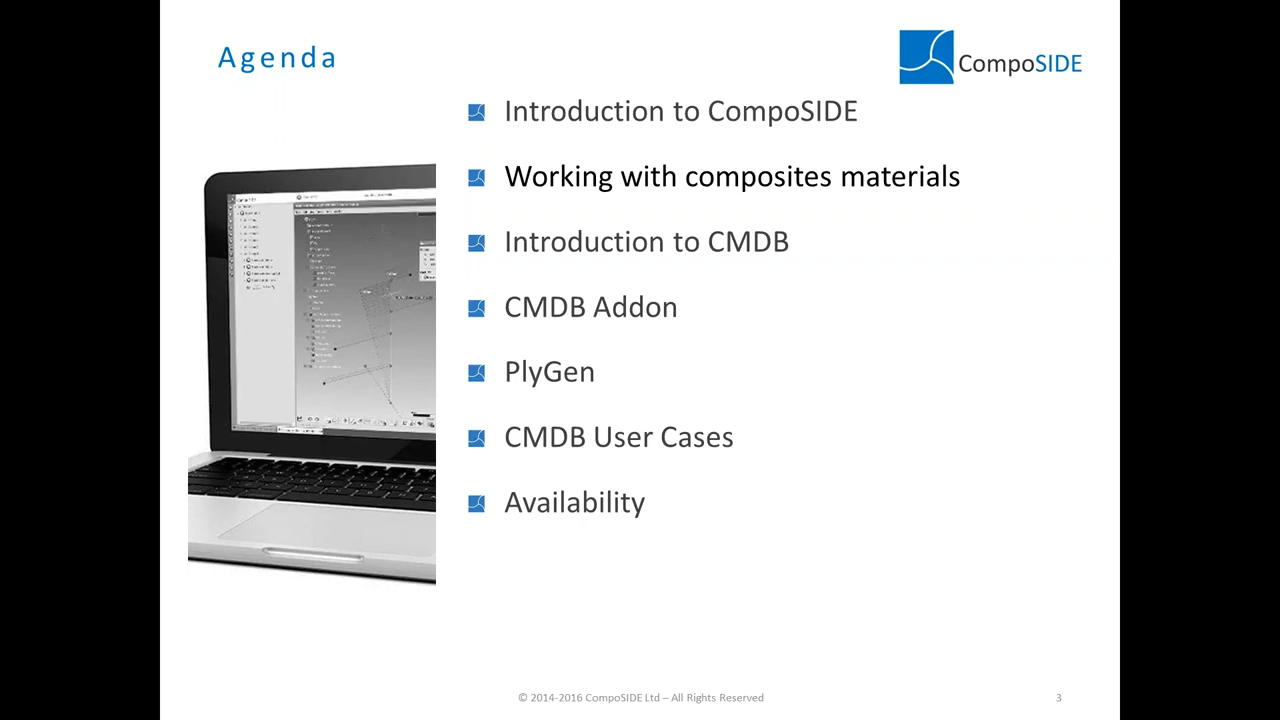 Agenda
CompoSIDE
Introduction to CompoSIDE
Working with composites materials
Introduction to CMDB
CMDB Addon
PlyGen
CMDB User Cases
Availability
© 2014-2016 CompoSIDE Ltd – All Rights Reserved
3